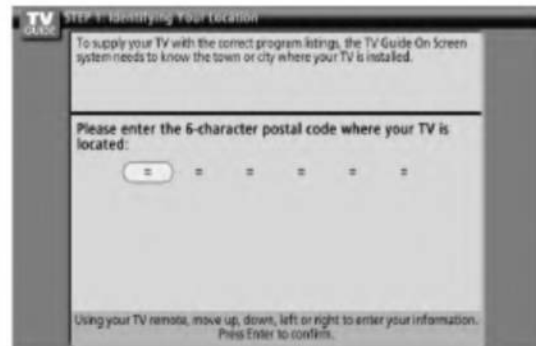 TV
GUIDE
STEP 1: Identifying Your Location
To supply your TV with the correct program listings, the TV Guide On Screen
system needs to know the town or city where your TV is installed.
Please enter the 6-character postal code where your TV is
located:
= = = = = =
Using your TV remote, move up, down, left or right to enter your information.
Press Enter to confirm.